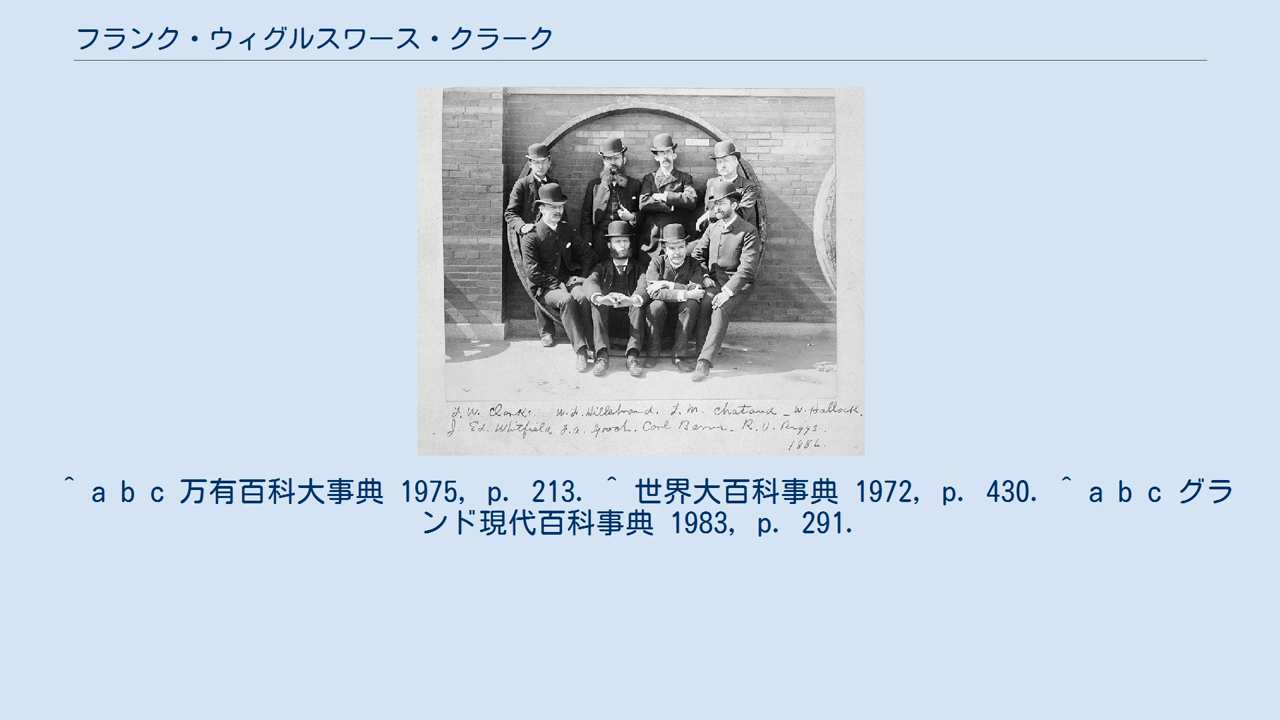 フランク・ウィグルスワース・クラーク
F. W. Clarke. W. F. Hillebrand. T. M. Chatard _ W. Hallock.
J Ed. Whitfield F. A. Gooch. Carl Barus _ R. B. Riggs.
1886.
^ a b c 万有百科大事典 1975, p. 213. ^ 世界大百科事典 1972, p. 430. ^ a b c グラ
ンド現代百科事典 1983, p. 291.